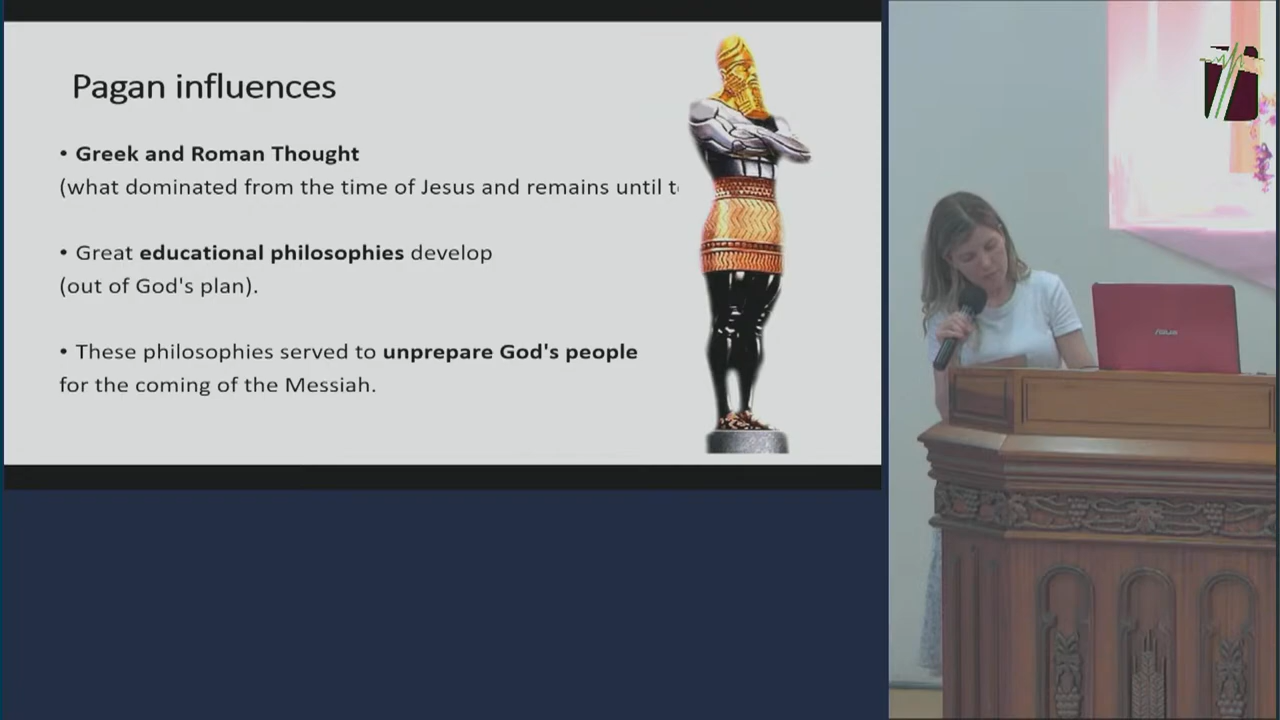 Pagan influences
• Greek and Roman Thought
(what dominated from the time of Jesus and remains until
• Great educational philosophies develop
(out of God's plan).
• These philosophies served to unprepare God's people
for the coming of the Messiah.
ASUS